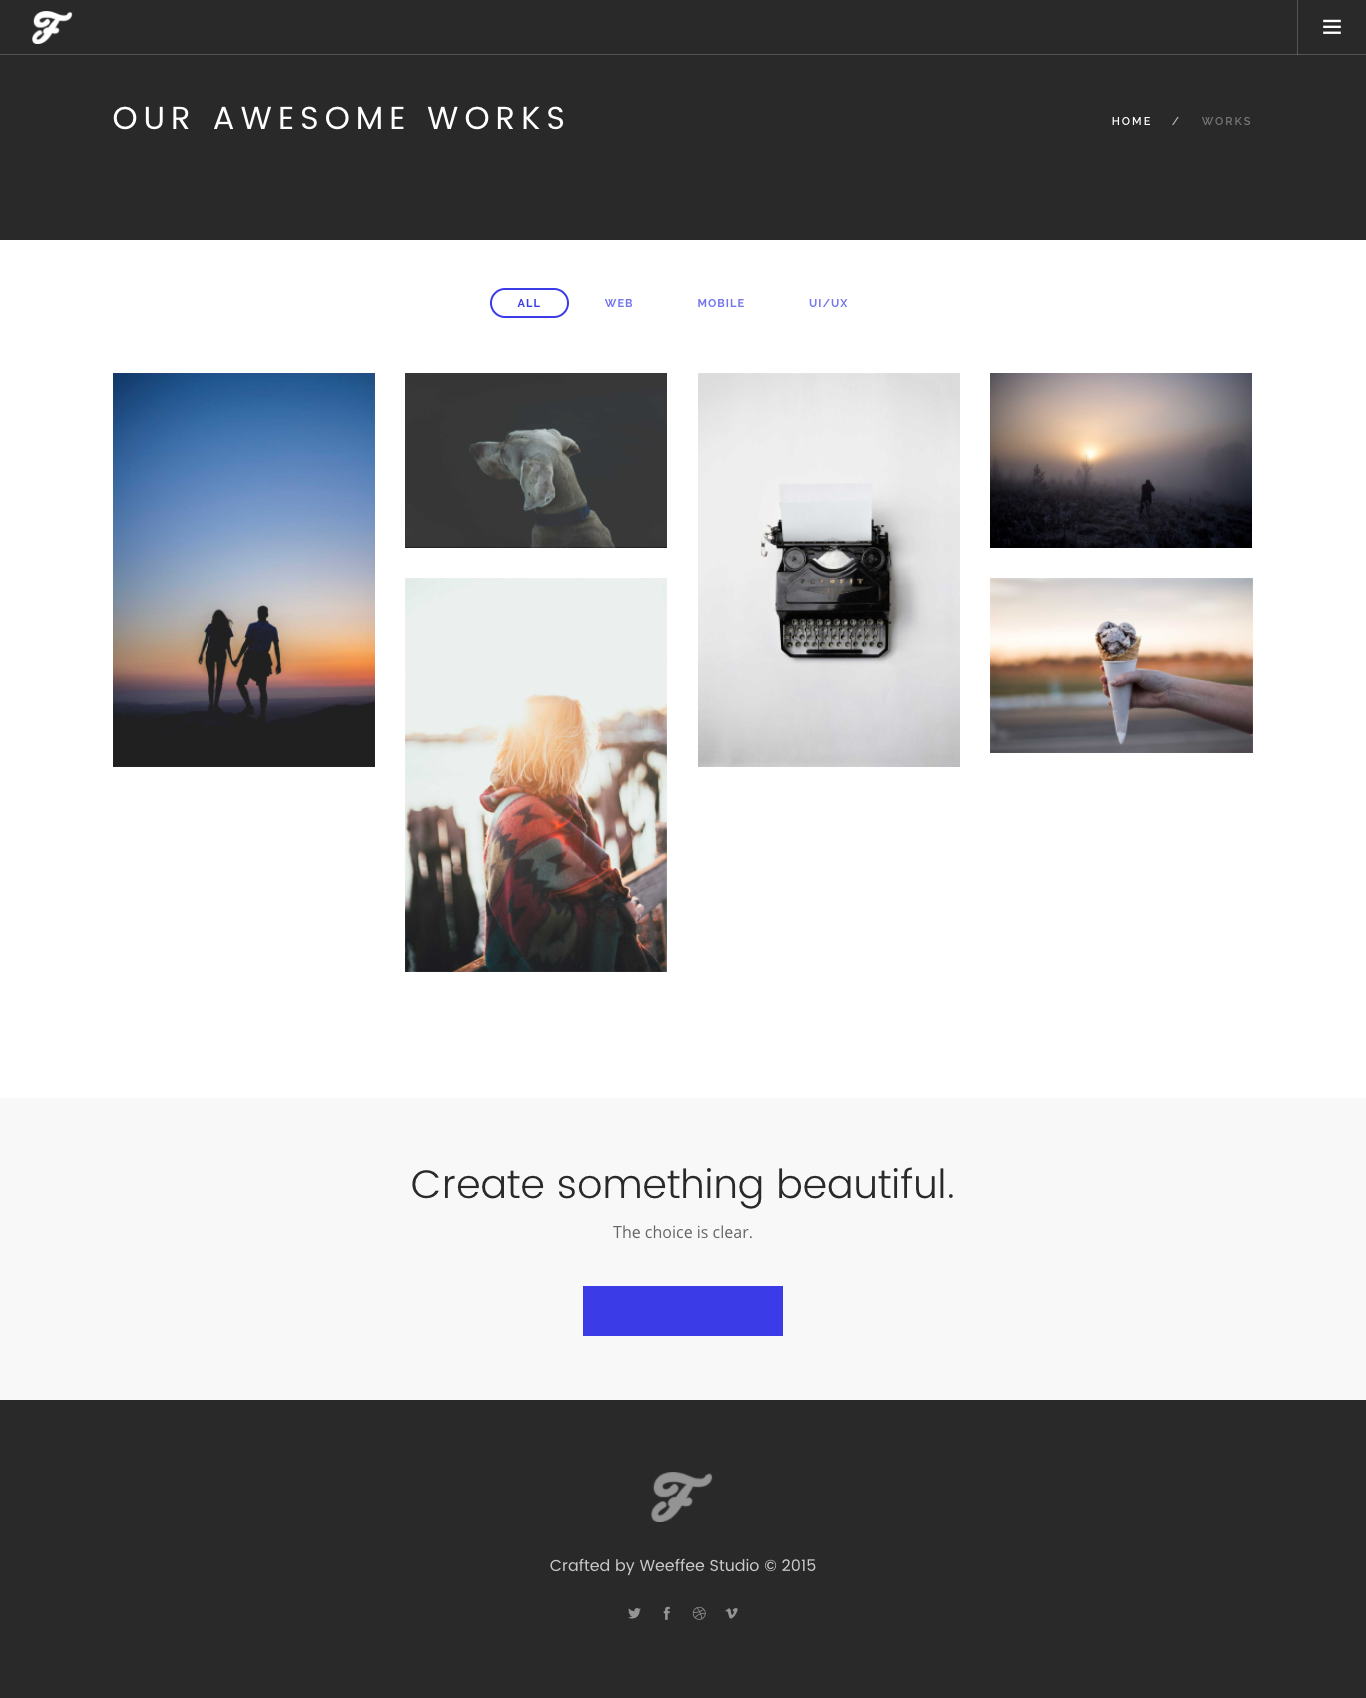 F
OUR AWESOME WORKS
HOME / WORKS
ALL WEB MOBILE UI/UX
Create something beautiful.
The choice is clear.
F
Crafted by Weeffee Studio © 2015